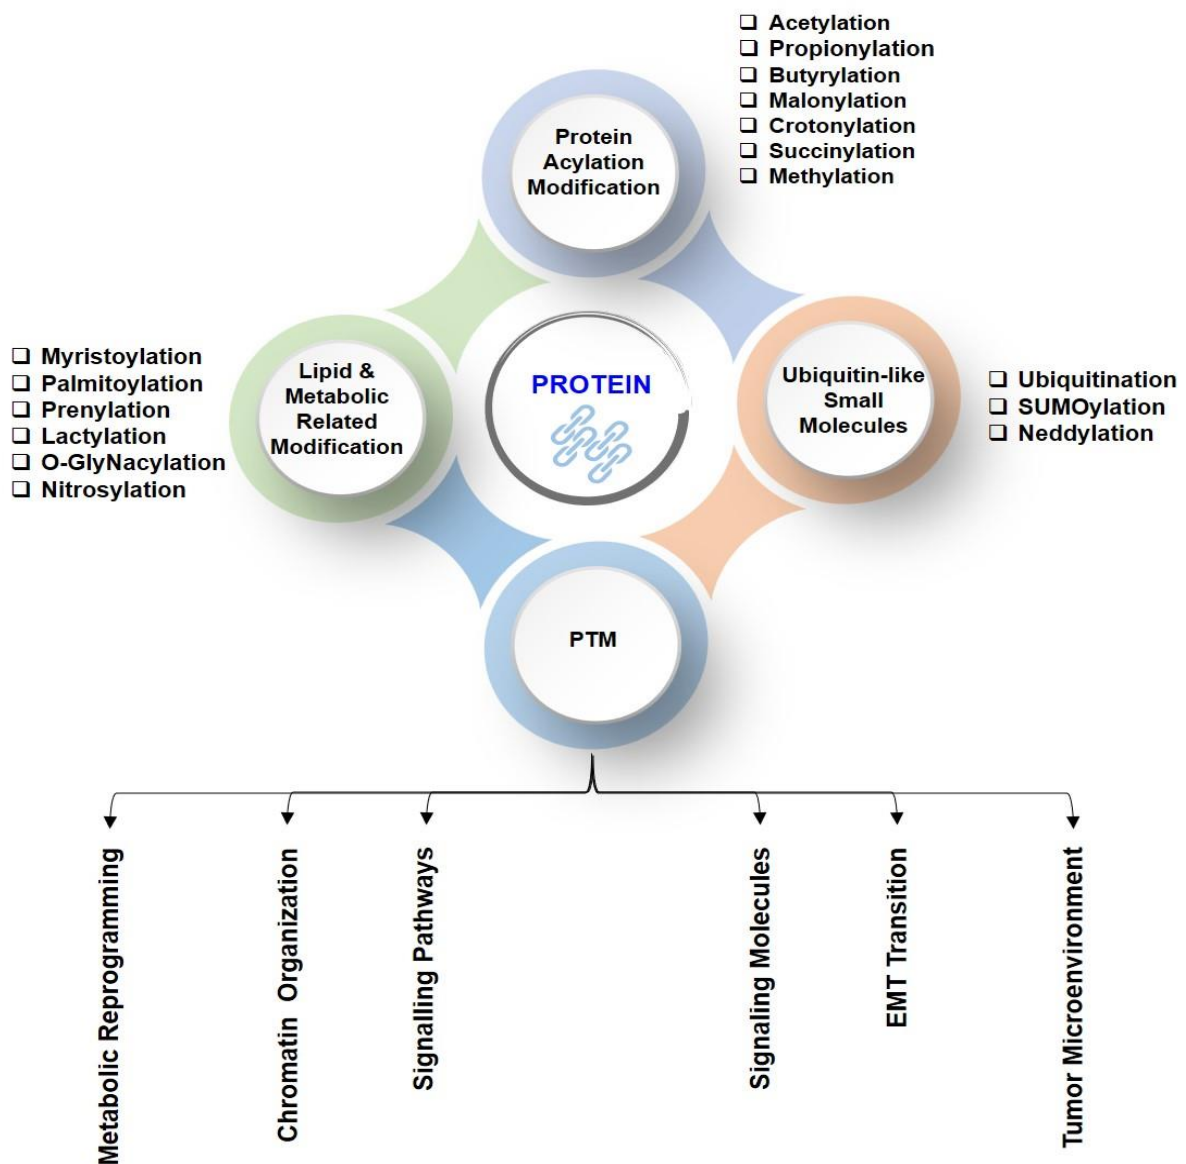 ❑ Acetylation
❑ Propionylation
❑ Butyrylation
❑ Malonylation
❑ Crotonylation
❑ Succinylation
❑ Methylation
Protein
Acylation
Modification
❑ Myristoylation
❑ Palmitoylation
❑ Prenylation
❑ Lactylation
❑ O-GlyNacylation
❑ Nitrosylation
Lipid &
Metabolic
Related
Modification
PROTEIN
Ubiquitin-like
Small
Molecules
❑ Ubiquitination
❑ SUMOylation
❑ Neddylation
PTM
Metabolic Reprogramming
Chromatin Organization
Signalling Pathways
Signaling Molecules
EMT Transition
Tumor Microenvironment